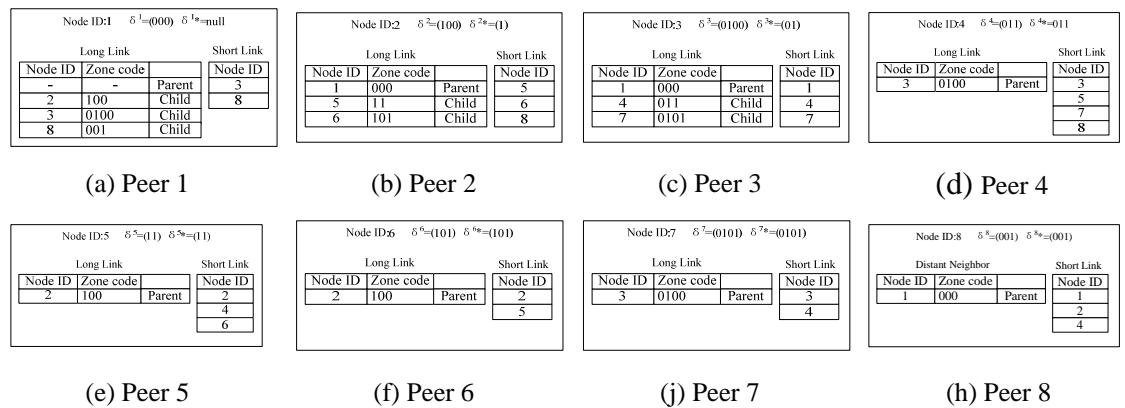 Node ID:1 δ¹=(000) δ¹*=null
Long Link Short Link
Node ID Zone code Node ID
- - Parent 3
2 100 Child 8
3 0100 Child
8 001 Child
(a) Peer 1
Node ID:2 δ²=(100) δ²*=(1)
Long Link Short Link
Node ID Zone code Node ID
1 000 Parent 5
5 11 Child 6
6 101 Child 8
(b) Peer 2
Node ID:3 δ³=(0100) δ³*=(01)
Long Link Short Link
Node ID Zone code Node ID
1 000 Parent 1
4 011 Child 4
7 0101 Child 7
(c) Peer 3
Node ID:4 δ⁴=(011) δ⁴*=011
Long Link Short Link
Node ID Zone code Node ID
3 0100 Parent 3
5
7
8
(d) Peer 4
Node ID:5 δ⁵=(11) δ⁵*=(11)
Long Link Short Link
Node ID Zone code Node ID
2 100 Parent 2
4
6
(e) Peer 5
Node ID:6 δ⁶=(101) δ⁶*=(101)
Long Link Short Link
Node ID Zone code Node ID
2 100 Parent 2
5
(f) Peer 6
Node ID:7 δ⁷=(0101) δ⁷*=(0101)
Long Link Short Link
Node ID Zone code Node ID
3 0100 Parent 3
4
(j) Peer 7
Node ID:8 δ⁸=(001) δ⁸*=(001)
Distant Neighbor Short Link
Node ID Zone code Node ID
1 000 Parent 1
2
4
(h) Peer 8